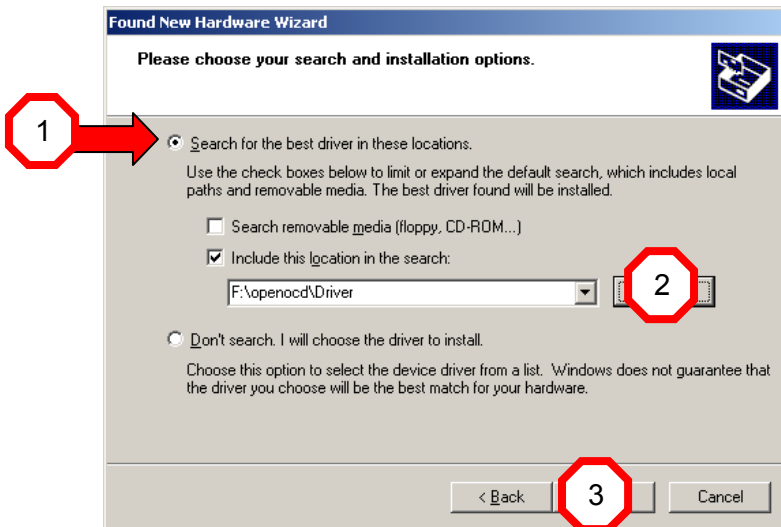 Found New Hardware Wizard
Please choose your search and installation options.
1
Search for the best driver in these locations.
Use the check boxes below to limit or expand the default search, which includes local
paths and removable media. The best driver found will be installed.
Search removable media (floppy, CD-ROM...)
Include this location in the search:
F:\openocd\Driver
2
Don't search. I will choose the driver to install.
Choose this option to select the device driver from a list. Windows does not guarantee that
the driver you choose will be the best match for your hardware.
< Back
3
Cancel